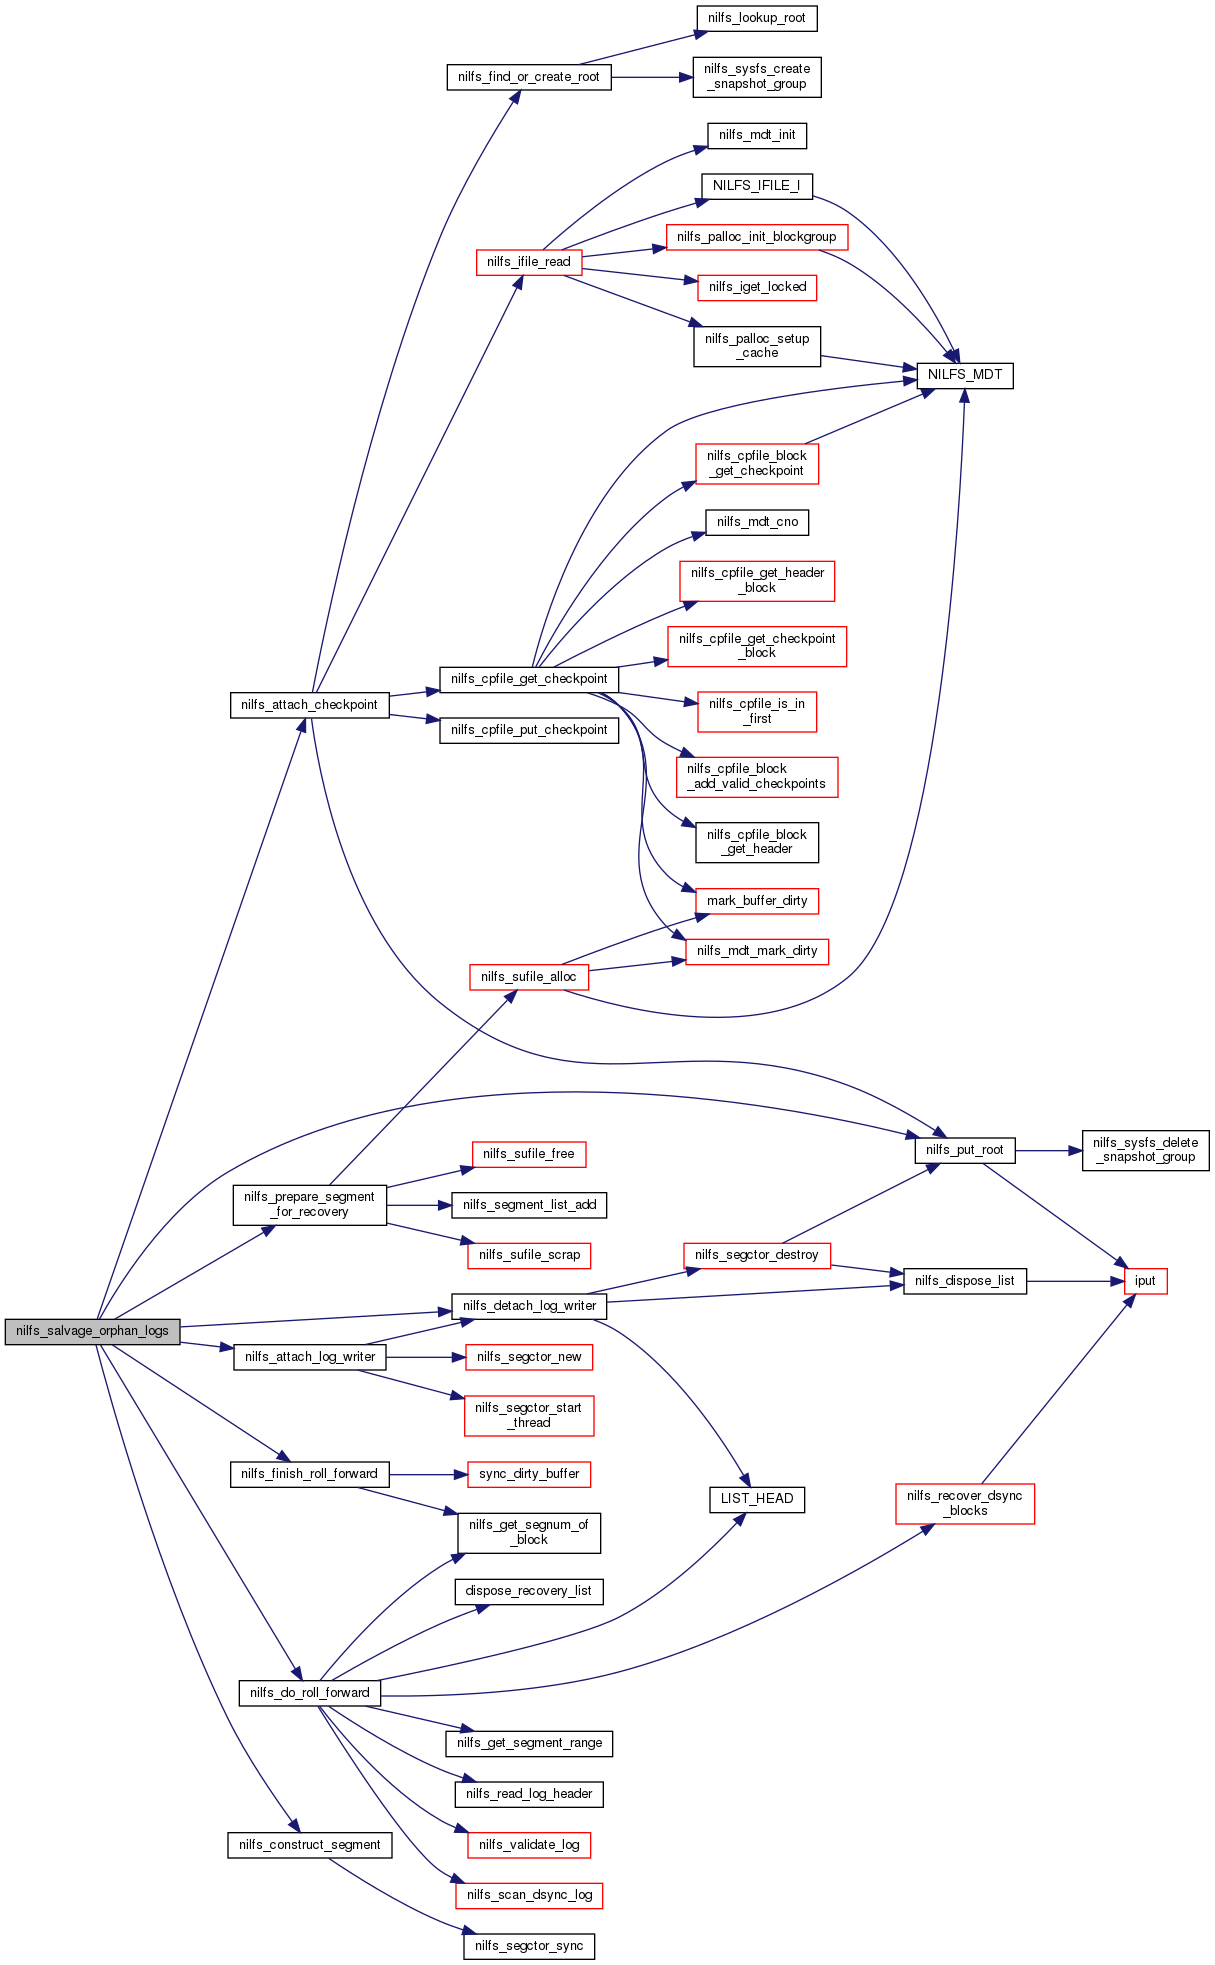 nilfs_lookup_root
nilfs_find_or_create_root
nilfs_sysfs_create
_snapshot_group
nilfs_mdt_init
NILFS_IFILE_I
nilfs_palloc_init_blockgroup
nilfs_ifile_read
nilfs_iget_locked
nilfs_palloc_setup
_cache
NILFS_MDT
nilfs_cpfile_block
_get_checkpoint
nilfs_mdt_cno
nilfs_cpfile_get_header
_block
nilfs_cpfile_get_checkpoint
_block
nilfs_cpfile_get_checkpoint
nilfs_attach_checkpoint
nilfs_cpfile_is_in
_first
nilfs_cpfile_put_checkpoint
nilfs_cpfile_block
_add_valid_checkpoints
nilfs_cpfile_block
_get_header
mark_buffer_dirty
nilfs_mdt_mark_dirty
nilfs_sufile_alloc
nilfs_put_root
nilfs_sysfs_delete
_snapshot_group
nilfs_sufile_free
nilfs_prepare_segment
_for_recovery
nilfs_segment_list_add
nilfs_sufile_scrap
nilfs_segctor_destroy
nilfs_dispose_list
iput
nilfs_detach_log_writer
nilfs_salvage_orphan_logs
nilfs_attach_log_writer
nilfs_segctor_new
nilfs_segctor_start
_thread
nilfs_finish_roll_forward
sync_dirty_buffer
LIST_HEAD
nilfs_recover_dsync
_blocks
nilfs_get_segnum_of
_block
dispose_recovery_list
nilfs_do_roll_forward
nilfs_get_segment_range
nilfs_read_log_header
nilfs_construct_segment
nilfs_validate_log
nilfs_scan_dsync_log
nilfs_segctor_sync